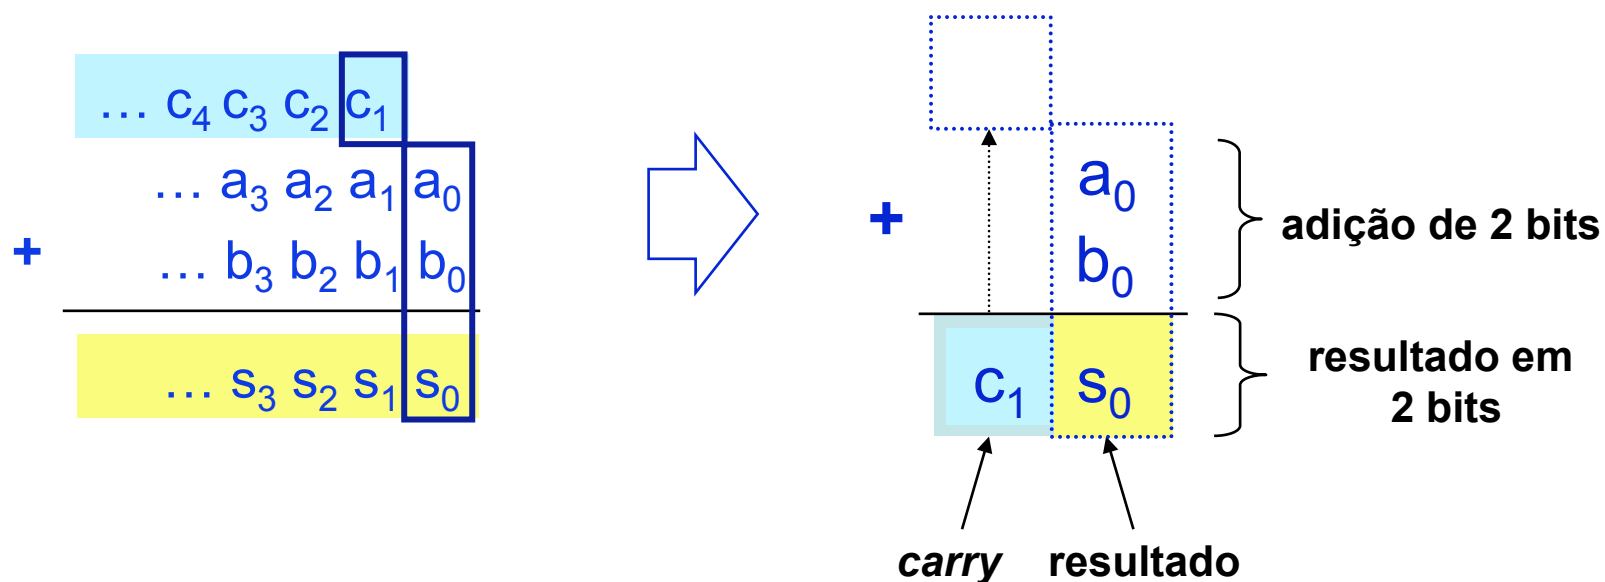 … c₄ c₃ c₂ c₁
… a₃ a₂ a₁ a₀
+ … b₃ b₂ b₁ b₀
… s₃ s₂ s₁ s₀
+
a₀
b₀
adição de 2 bits
c₁ s₀
resultado em
2 bits
carry resultado